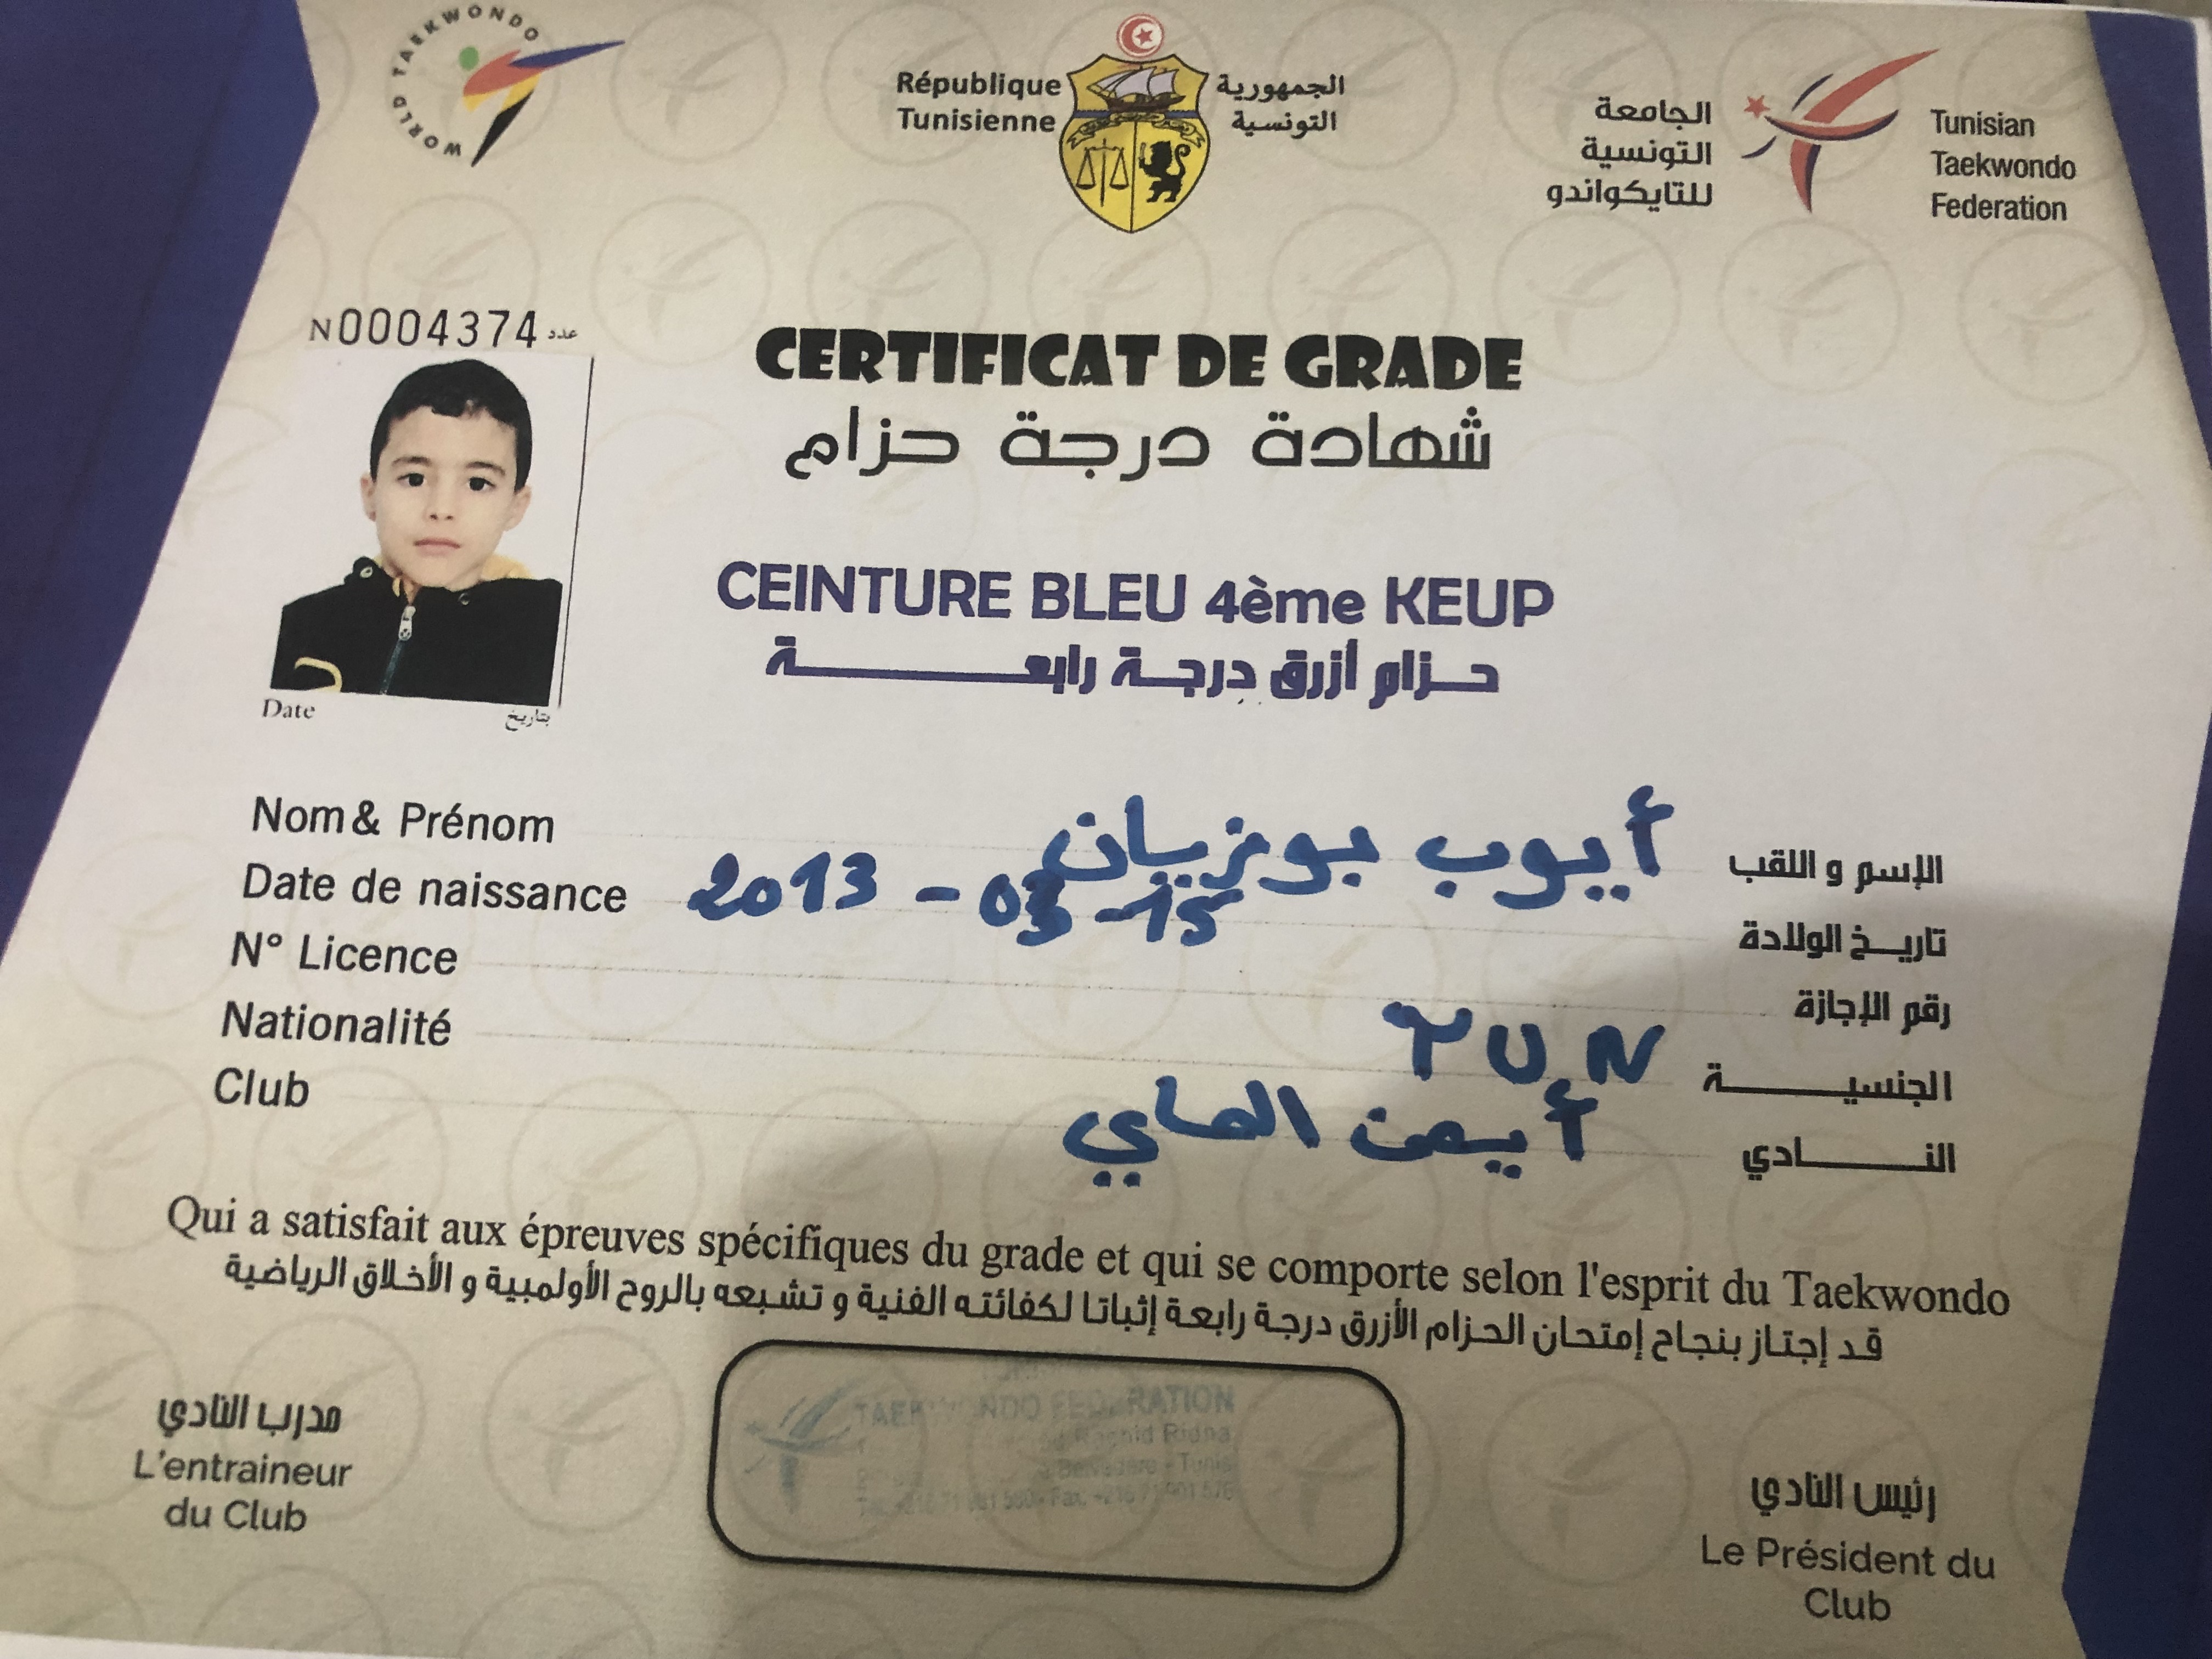 WORLD TAEKWONDO
République
Tunisienne
الجمهورية
التونسية
الجامعة
التونسية
للتايكواندو
Tunisian
Taekwondo
Federation
N0004374 عدد
CERTIFICAT DE GRADE
شهادة درجة حزام
CEINTURE BLEU 4ème KEUP
حزام أزرق درجة رابعة
Date بتاريخ
Nom & Prénom أيوب بوزيان الإسم و اللقب
Date de naissance 2013 - 03 - 15 تاريخ الولادة
N° Licence رقم الإجازة
Nationalité TUN الجنسية
Club أيمن الماي النادي
Qui a satisfait aux épreuves spécifiques du grade et qui se comporte selon l'esprit du Taekwondo
قد إجتاز بنجاح إمتحان الحزام الأزرق درجة رابعة إثباتا لكفائته الفنية و تشبعه بالروح الأولمبية و الأخلاق الرياضية
TAEKWONDO FEDERATION
مدرب النادي
L'entraineur
du Club
رئيس النادي
Le Président du
Club